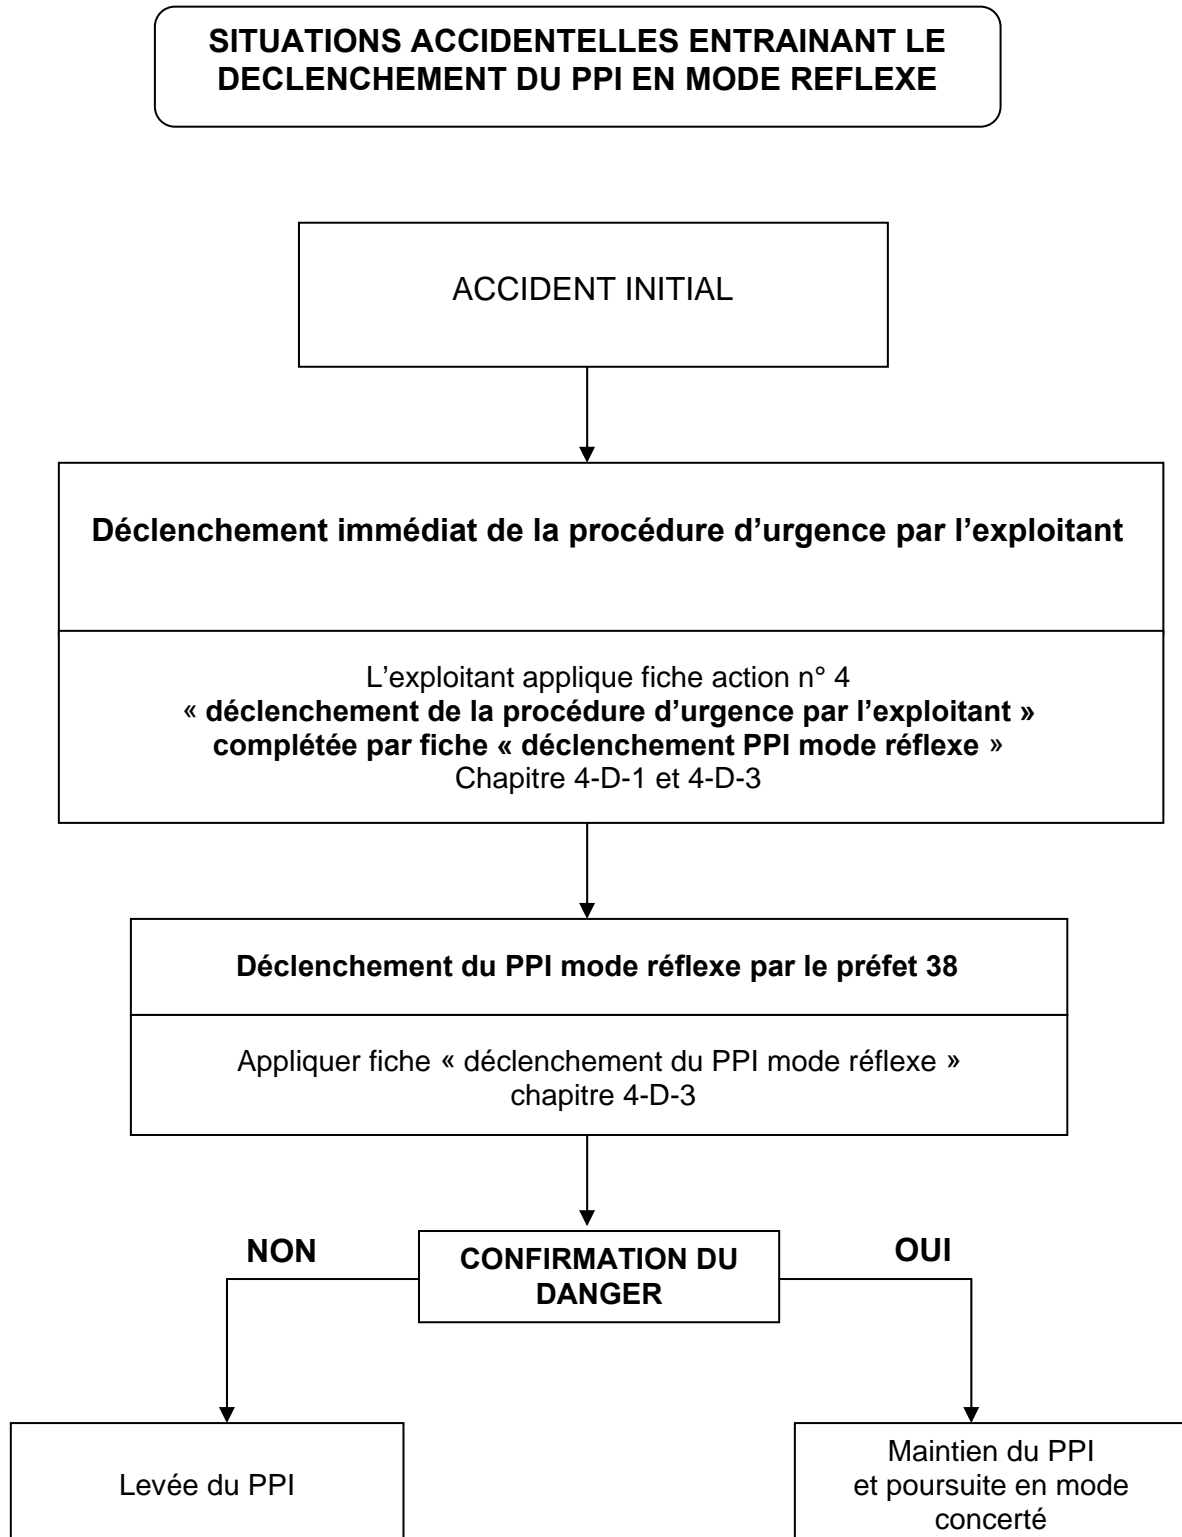 SITUATIONS ACCIDENTELLES ENTRAINANT LE
DECLENCHEMENT DU PPI EN MODE REFLEXE
ACCIDENT INITIAL
Déclenchement immédiat de la procédure d’urgence par l’exploitant
L’exploitant applique fiche action n° 4
« déclenchement de la procédure d’urgence par l’exploitant »
complétée par fiche « déclenchement PPI mode réflexe »
Chapitre 4-D-1 et 4-D-3
Déclenchement du PPI mode réflexe par le préfet 38
Appliquer fiche « déclenchement du PPI mode réflexe »
chapitre 4-D-3
NON
CONFIRMATION DU
DANGER
OUI
Levée du PPI
Maintien du PPI
et poursuite en mode
concerté